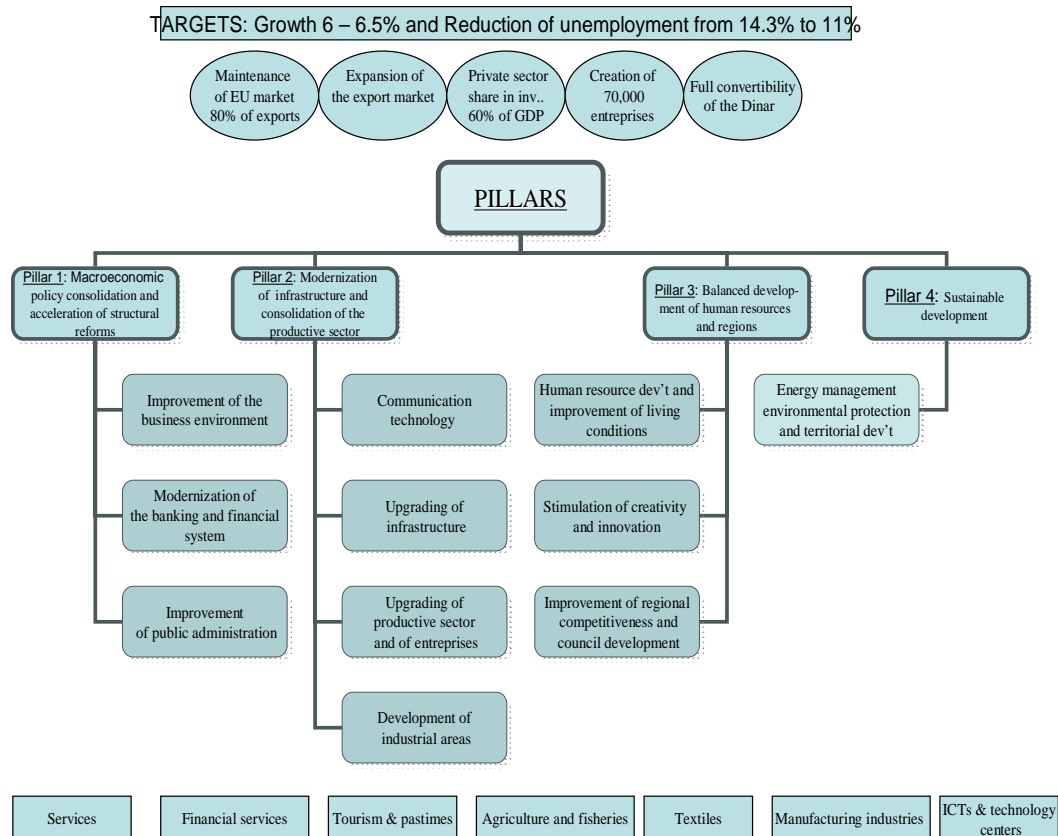 TARGETS: Growth 6 – 6.5% and Reduction of unemployment from 14.3% to 11%
Maintenance
of EU market
80% of exports
Expansion of
the export market
Private sector
share in inv..
60% of GDP
Creation of
70,000
entreprises
Full convertibility
of the Dinar
PILLARS
Pillar 1: Macroeconomic
policy consolidation and
acceleration of structural
reforms
Pillar 2: Modernization
of infrastructure and
consolidation of the
productive sector
Pillar 3: Balanced develop-
ment of human resources
and regions
Pillar 4: Sustainable
development
Improvement of the
business environment
Communication
technology
Human resource dev't and
improvement of living
conditions
Energy management
environmental protection
and territorial dev't
Modernization of
the banking and financial
system
Upgrading of
infrastructure
Stimulation of creativity
and innovation
Improvement
of public administration
Upgrading of
productive sector
and of entreprises
Improvement of regional
competitiveness and
council development
Development of
industrial areas
Services
Financial services
Tourism & pastimes
Agriculture and fisheries
Textiles
Manufacturing industries
ICTs & technology
centers